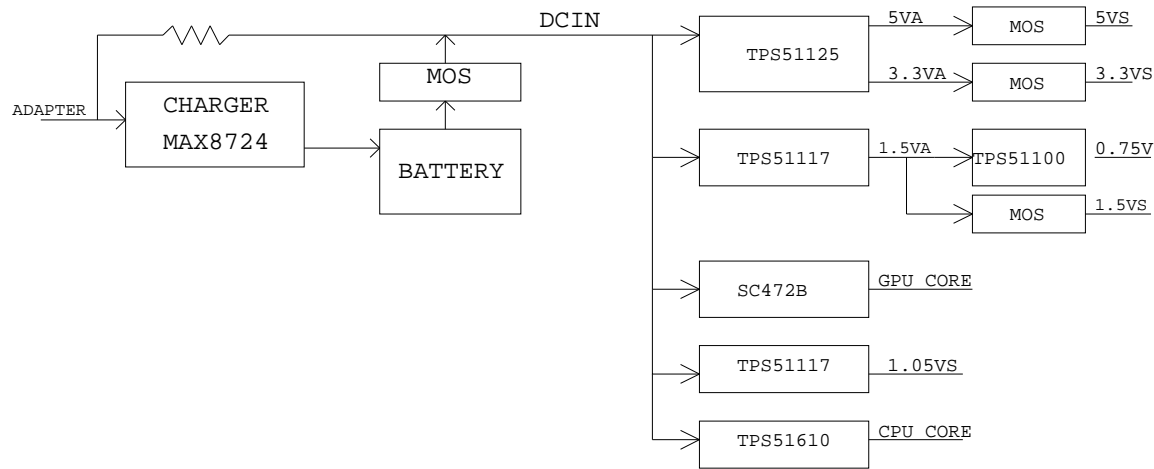 DCIN
5VA
MOS
5VS
TPS51125
3.3VA
MOS
3.3VS
MOS
ADAPTER
CHARGER
MAX8724
BATTERY
TPS51117
1.5VA
TPS51100
0.75V
MOS
1.5VS
SC472B
GPU CORE
TPS51117
1.05VS
TPS51610
CPU CORE